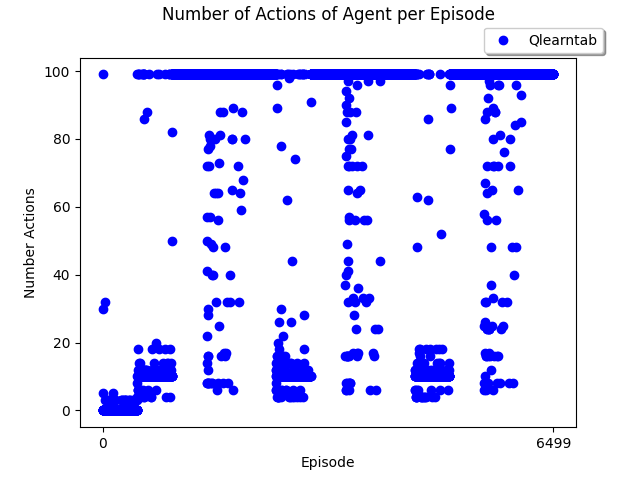 Number of Actions of Agent per Episode
Qlearntab
100
80
60
40
20
0
Number Actions
0
6499
Episode